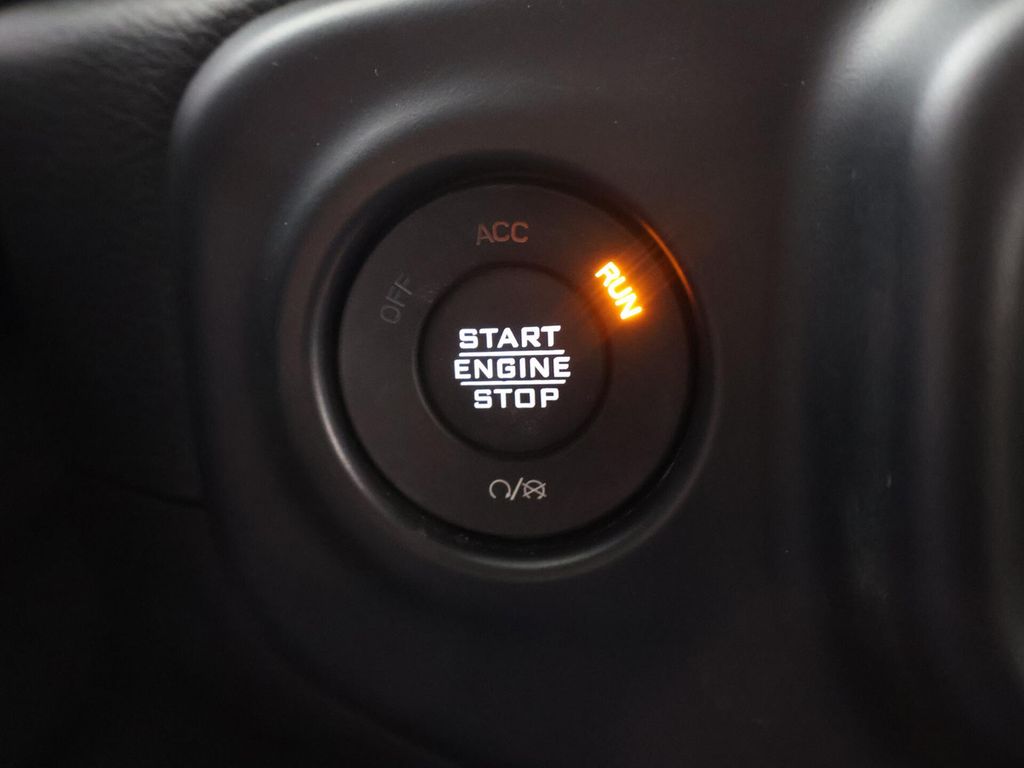 ACC
OFF
RUN
START
ENGINE
STOP